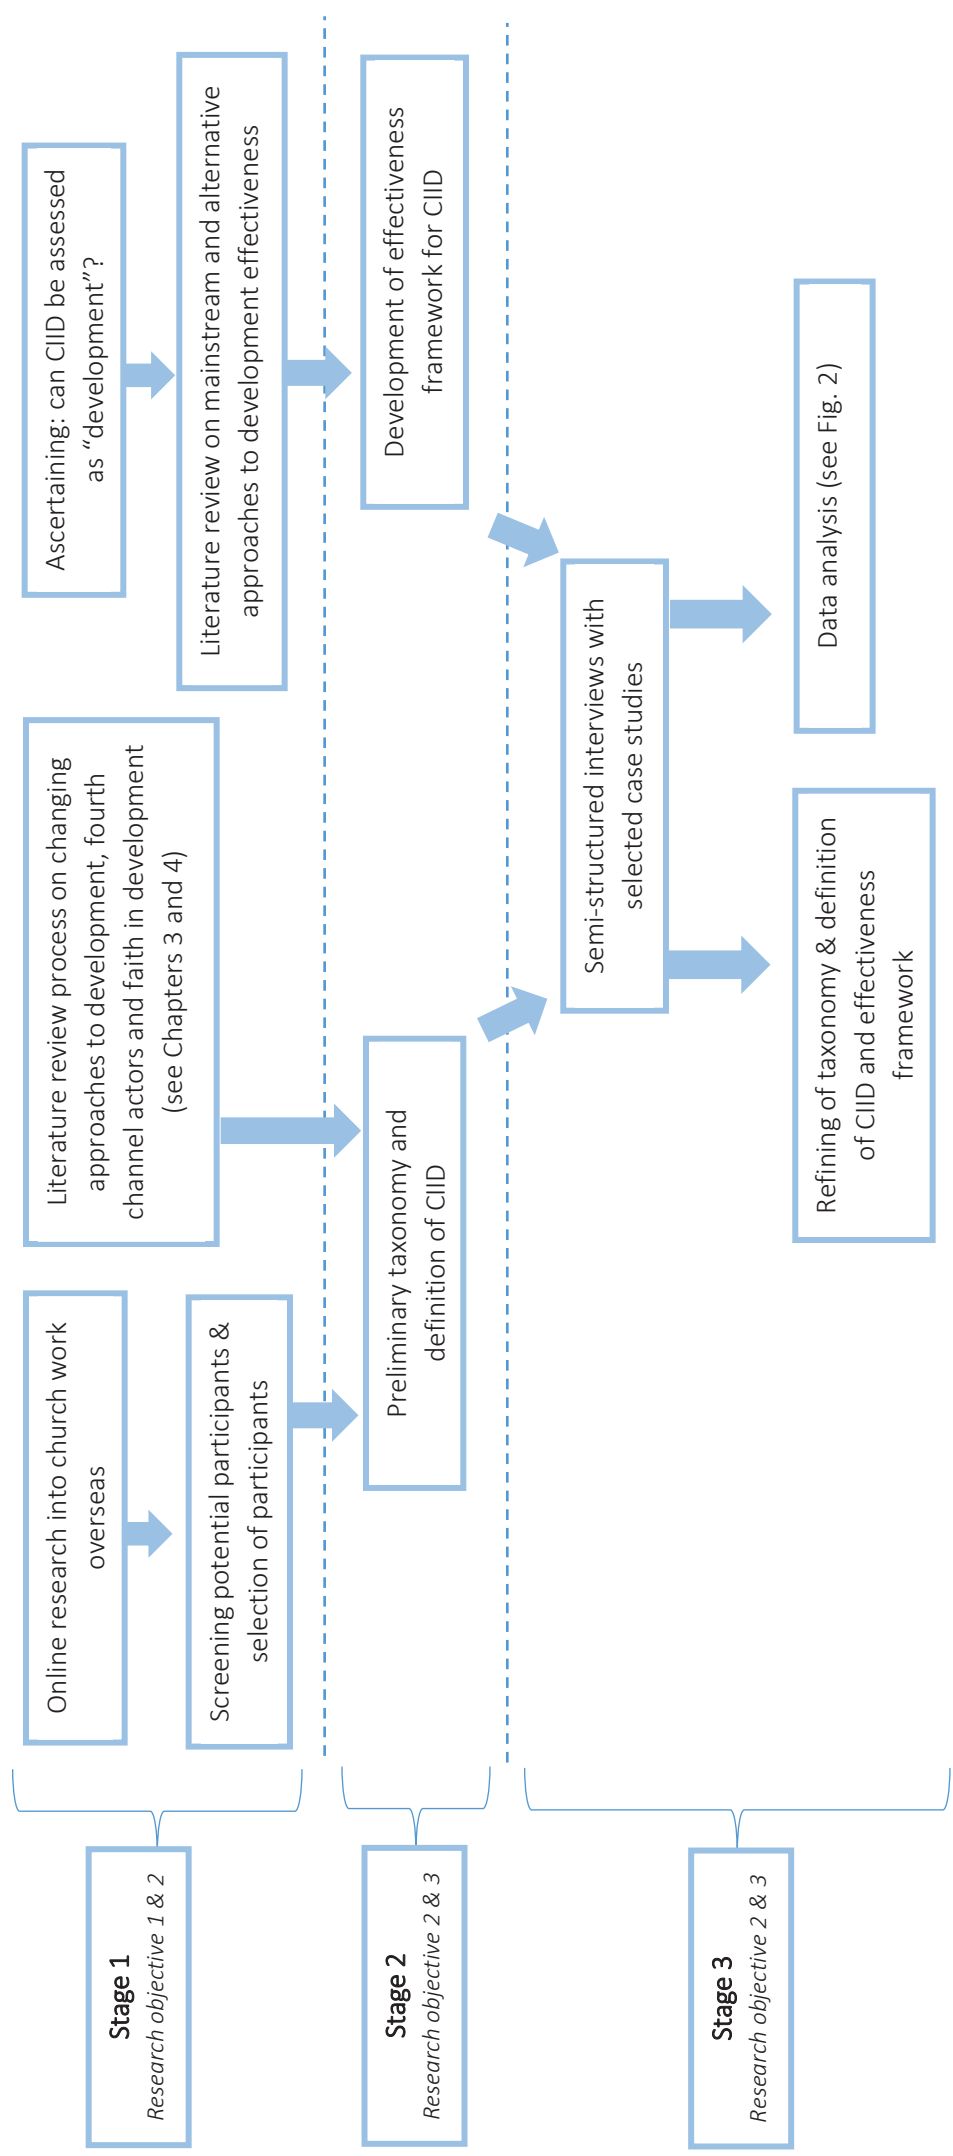 Stage 1
Research objective 1 & 2
Online research into church work
overseas
Screening potential participants &
selection of participants
Literature review process on changing
approaches to development, fourth
channel actors and faith in development
(see Chapters 3 and 4)
Ascertaining: can CIID be assessed
as “development”?
Literature review on mainstream and alternative
approaches to development effectiveness
Stage 2
Research objective 2 & 3
Preliminary taxonomy and
definition of CIID
Development of effectiveness
framework for CIID
Stage 3
Research objective 2 & 3
Semi-structured interviews with
selected case studies
Refining of taxonomy & definition
of CIID and effectiveness
framework
Data analysis (see Fig. 2)